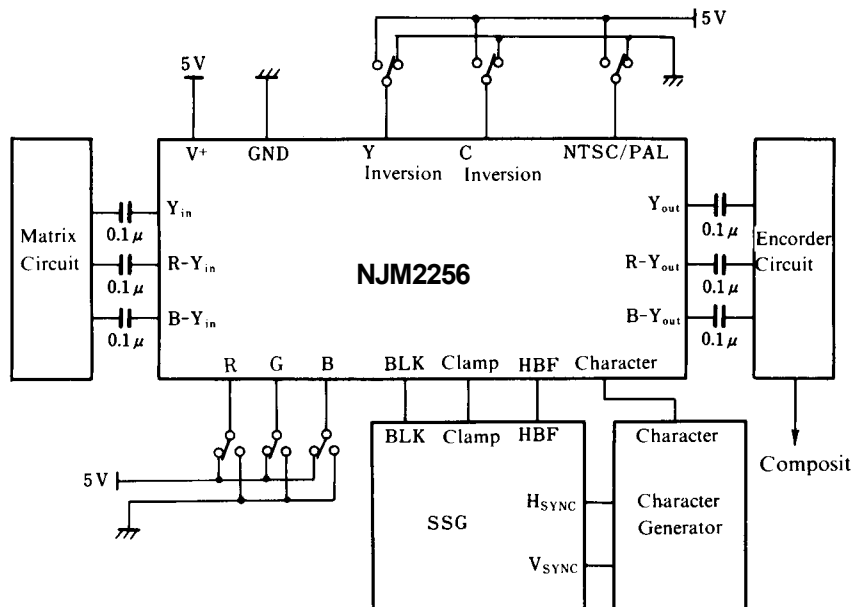 5V
5V
V+ GND Y Inversion C Inversion NTSC/PAL
Matrix Circuit
0.1μ
0.1μ
0.1μ
Yin
R-Yin
B-Yin
NJM2256
Yout
R-Yout
B-Yout
0.1μ
0.1μ
0.1μ
Encorder Circuit
R G B BLK Clamp HBF Character
5V
BLK Clamp HBF
SSG
HSYNC
VSYNC
Character
Character Generator
Composit